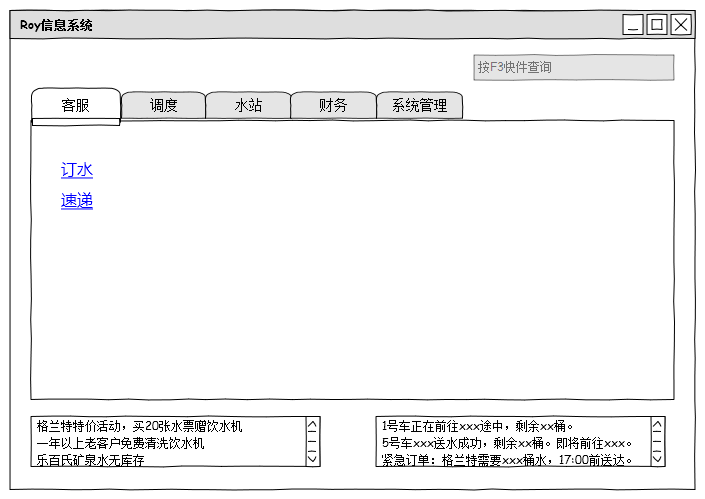 Roy信息系统
按F3快件查询
客服
调度
水站
财务
系统管理
订水
速递
格兰特特价活动，买20张水票赠饮水机
一年以上老客户免费清洗饮水机
乐百氏矿泉水无库存
1号车正在前往xxx途中，剩余xx桶。
5号车xxx送水成功，剩余xx桶。即将前往xxx。
紧急订单：格兰特需要xxx桶水，17:00前送达。